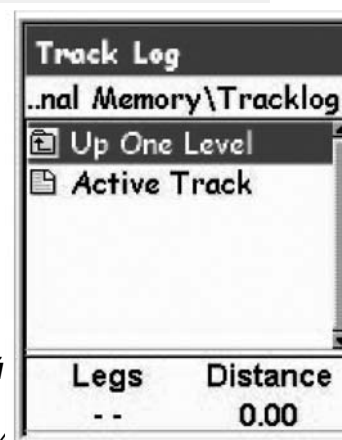 Track Log
..nal Memory\Tracklog
Up One Level
Active Track
Legs Distance
- - 0.00